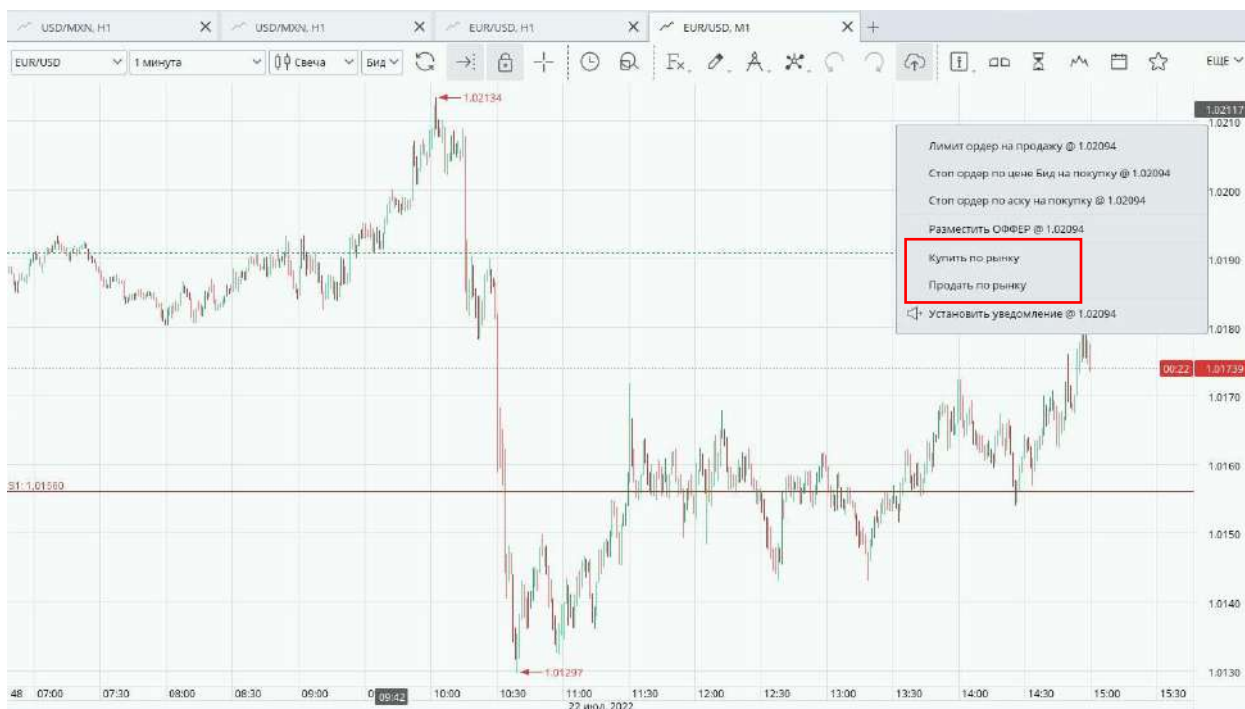 USD/MXN, H1
USD/MXN, H1
EUR/USD, H1
EUR/USD, M1
EUR/USD
1 минута
Свеча
Бид
ЕЩЕ
1.02134
1.02117
1.0210
Лимит ордер на продажу @ 1.02094
Стоп ордер по цене Бид на покупку @ 1.02094
1.0200
Стоп ордер по аску на покупку @ 1.02094
Разместить ОФФЕР @ 1.02094
Купить по рынку
1.0190
Продать по рынку
Установить уведомление @ 1.02094
1.0180
00:22
1.01739
1.0170
1.0160
S1: 1,01560
1.0150
1.0140
1.01297
1.0130
48 07:00 07:30 08:00 08:30 09:00 09:42 10:00 10:30 11:00 11:30 12:00 12:30 13:00 13:30 14:00 14:30 15:00 15:30
22 июл. 2022